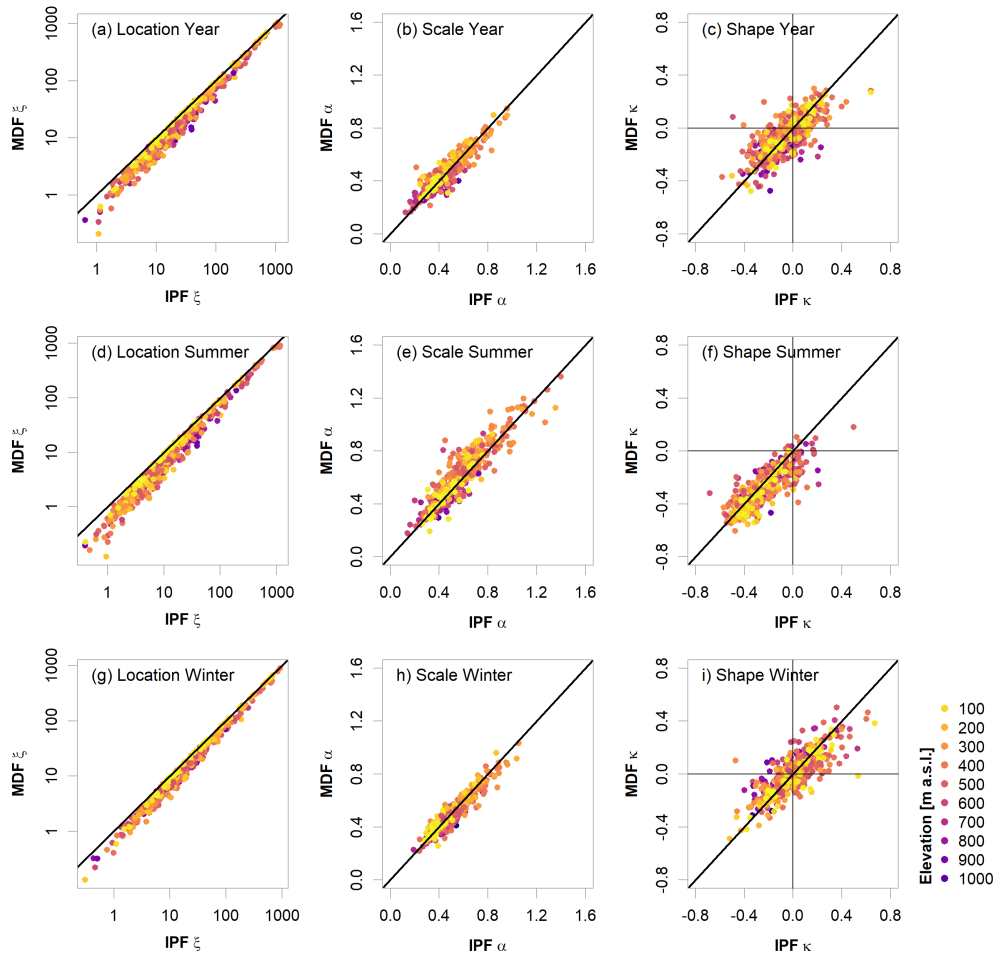 (a) Location Year
MDF ξ
1 10 100 1000
1 10 100 1000
IPF ξ
(b) Scale Year
MDF α
0.0 0.4 0.8 1.2 1.6
0.0 0.4 0.8 1.2 1.6
IPF α
(c) Shape Year
MDF κ
-0.8 -0.4 0.0 0.4 0.8
-0.8 -0.4 0.0 0.4 0.8
IPF κ
(d) Location Summer
MDF ξ
1 10 100 1000
1 10 100 1000
IPF ξ
(e) Scale Summer
MDF α
0.0 0.4 0.8 1.2 1.6
0.0 0.4 0.8 1.2 1.6
IPF α
(f) Shape Summer
MDF κ
-0.8 -0.4 0.0 0.4 0.8
-0.8 -0.4 0.0 0.4 0.8
IPF κ
(g) Location Winter
MDF ξ
1 10 100 1000
1 10 100 1000
IPF ξ
h) Scale Winter
MDF α
0.0 0.4 0.8 1.2 1.6
0.0 0.4 0.8 1.2 1.6
IPF α
i) Shape Winter
MDF κ
-0.8 -0.4 0.0 0.4 0.8
-0.8 -0.4 0.0 0.4 0.8
IPF κ
Elevation [m a.s.l.]
100
200
300
400
500
600
700
800
900
1000